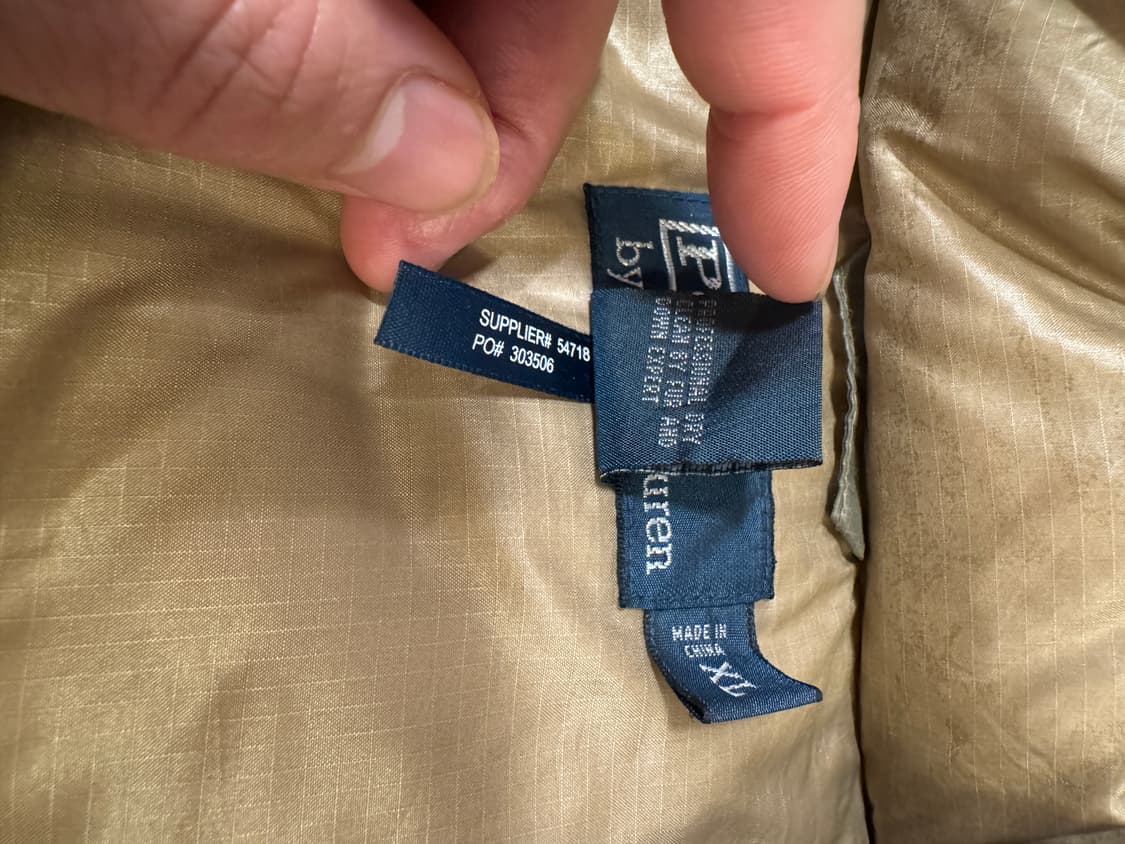 SUPPLIER# 54718
PO# 303506
P
by
PROFESSIONAL DRY
CLEAN BY FUR AND
DOWN EXPERT
uren
MADE IN
CHINA
XL